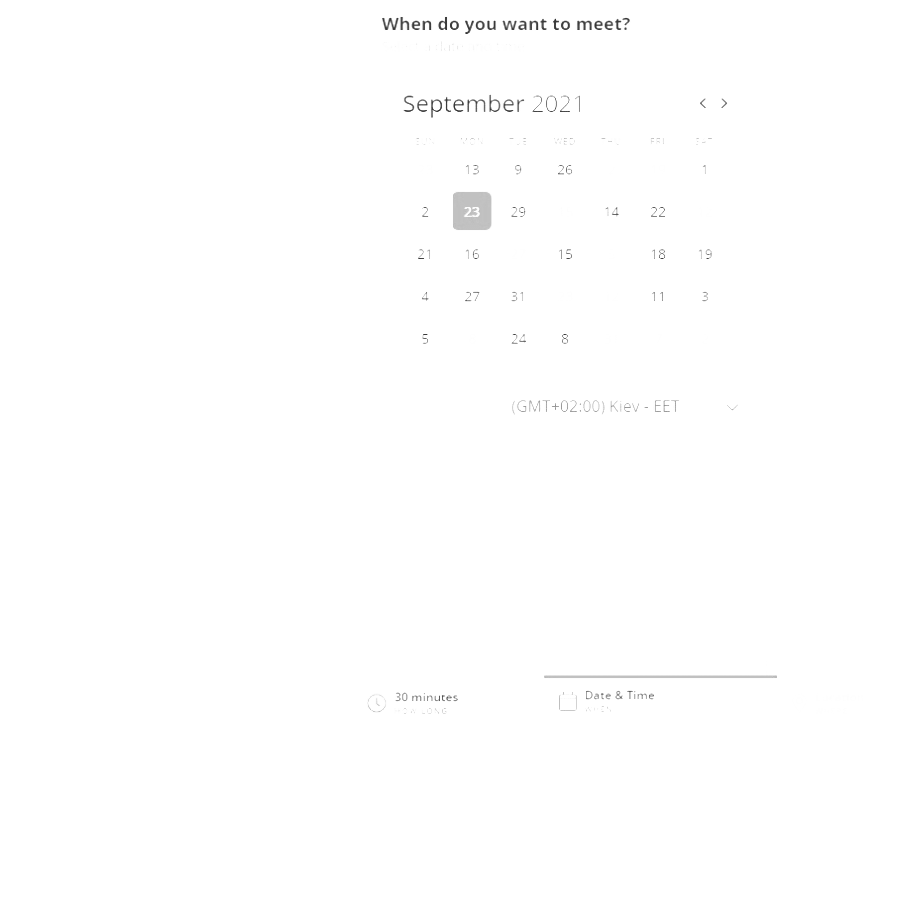 When do you want to meet?
September 2021
SUN MON TUE WED THU FRI SAT
13 9 26 1
2 23 29 14 22
21 16 15 18 19
4 27 31 11 3
5 24 8
(GMT+02:00) Kiev - EET
30 minutes
HOW LONG
Date & Time
WHEN